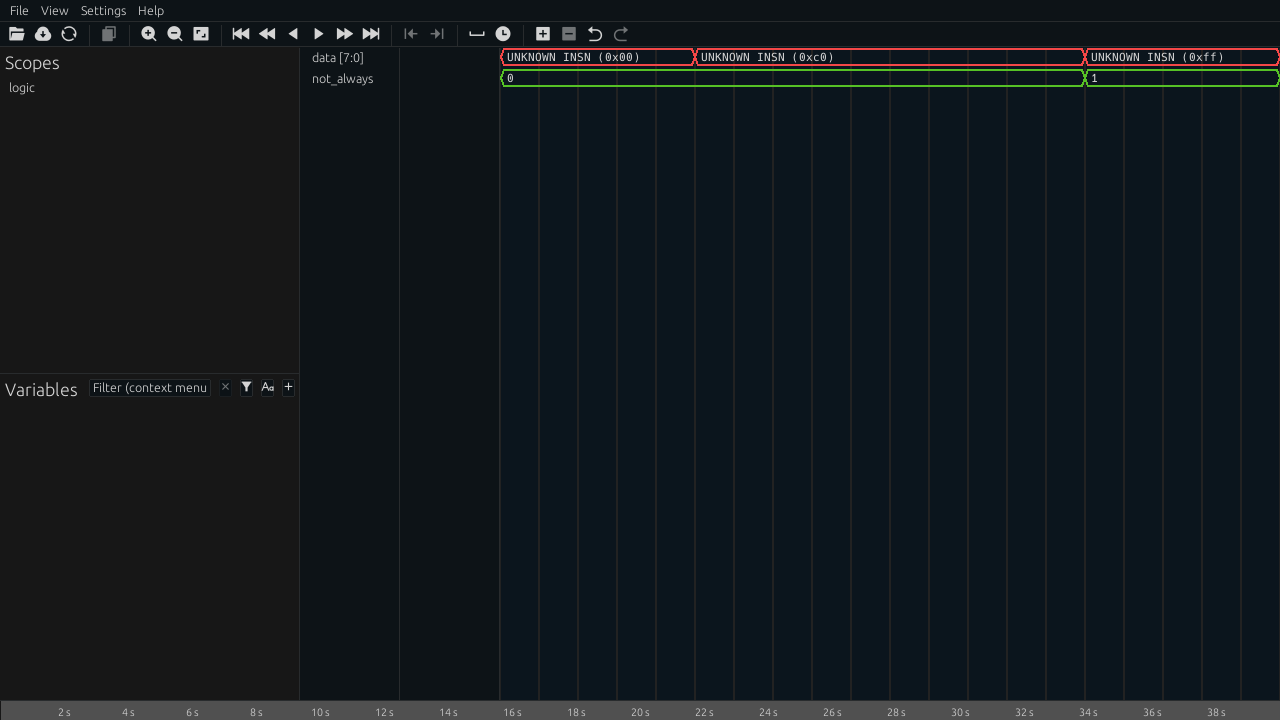 File View Settings Help
Scopes
logic
data [7:0]
not_always
UNKNOWN INSN (0x00) UNKNOWN INSN (0xc0) UNKNOWN INSN (0xff)
0 1
Variables Filter (context menu × Aa +
2 s 4 s 6 s 8 s 10 s 12 s 14 s 16 s 18 s 20 s 22 s 24 s 26 s 28 s 30 s 32 s 34 s 36 s 38 s